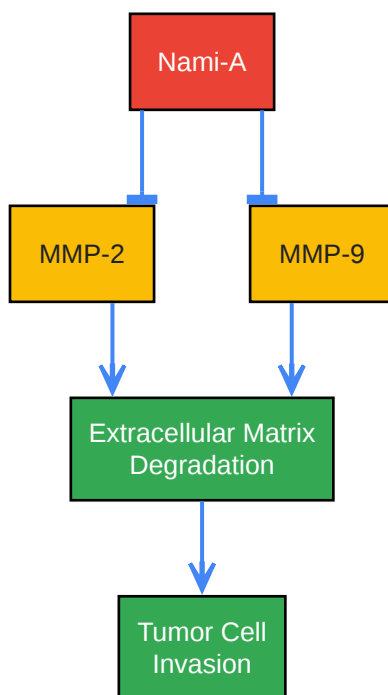 Nami-A
MMP-2
MMP-9
Extracellular Matrix
Degradation
Tumor Cell
Invasion